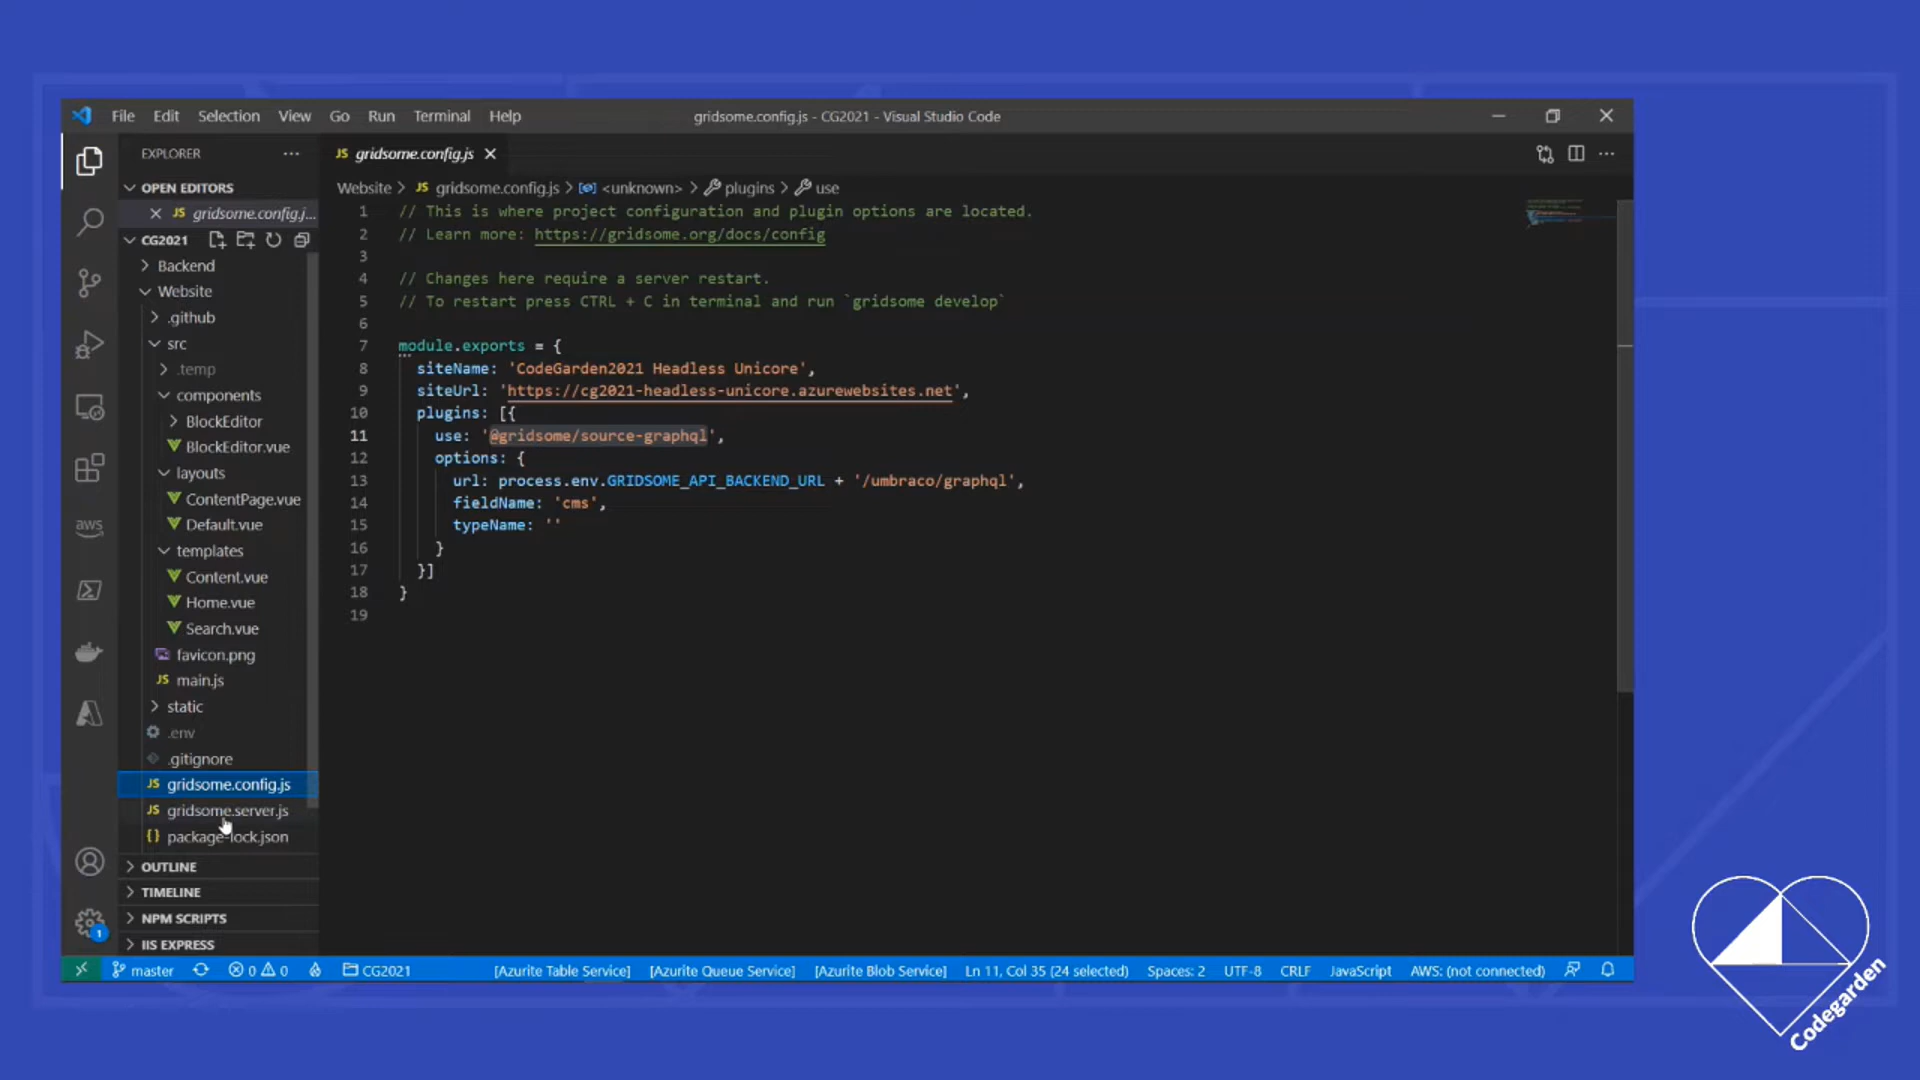 File Edit Selection View Go Run Terminal Help
gridsome.config.js - CG2021 - Visual Studio Code
EXPLORER
OPEN EDITORS
JS gridsome.config.j...
CG2021
Backend
Website
.github
src
.temp
components
BlockEditor
BlockEditor.vue
layouts
ContentPage.vue
Default.vue
templates
Content.vue
Home.vue
Search.vue
favicon.png
JS main.js
static
.env
.gitignore
JS gridsome.config.js
JS gridsome.server.js
{} package-lock.json
OUTLINE
TIMELINE
NPM SCRIPTS
IIS EXPRESS
aws
1
JS gridsome.config.js
Website > JS gridsome.config.js > <unknown> > plugins > use
1 // This is where project configuration and plugin options are located.
2 // Learn more: https://gridsome.org/docs/config
3
4 // Changes here require a server restart.
5 // To restart press CTRL + C in terminal and run `gridsome develop`
6
7 module.exports = {
8 siteName: 'CodeGarden2021 Headless Unicore',
9 siteUrl: 'https://cg2021-headless-unicore.azurewebsites.net',
10 plugins: [{
11 use: '@gridsome/source-graphql',
12 options: {
13 url: process.env.GRIDSOME_API_BACKEND_URL + '/umbraco/graphql',
14 fieldName: 'cms',
15 typeName: ''
16 }
17 }]
18 }
19
master 0 0 CG2021 [Azurite Table Service] [Azurite Queue Service] [Azurite Blob Service] Ln 11, Col 35 (24 selected) Spaces: 2 UTF-8 CRLF JavaScript AWS: (not connected)
Codegarden